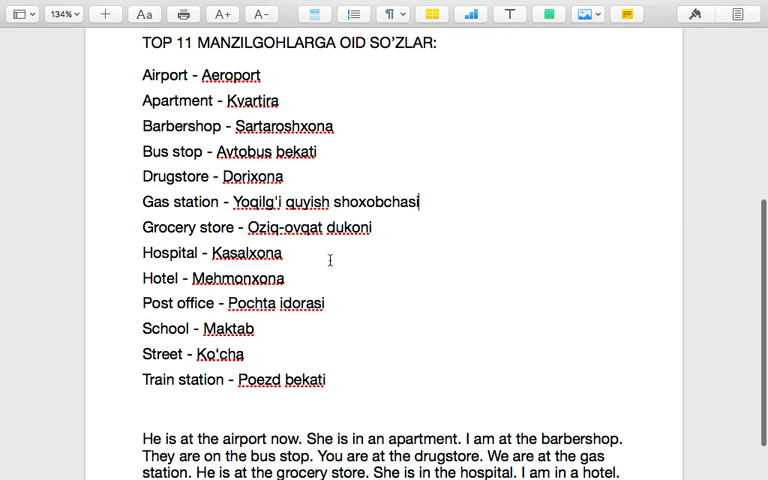 134%
Aa
A+
A-
T
TOP 11 MANZILGOHLARGA OID SO’ZLAR:
Airport - Aeroport
Apartment - Kvartira
Barbershop - Sartaroshxona
Bus stop - Avtobus bekati
Drugstore - Dorixona
Gas station - Yoqilg'i quyish shoxobchasi
Grocery store - Oziq-ovqat dukoni
Hospital - Kasalxona
Hotel - Mehmonxona
Post office - Pochta idorasi
School - Maktab
Street - Ko‘cha
Train station - Poezd bekati
He is at the airport now. She is in an apartment. I am at the barbershop.
They are on the bus stop. You are at the drugstore. We are at the gas
station. He is at the grocery store. She is in the hospital. I am in a hotel.